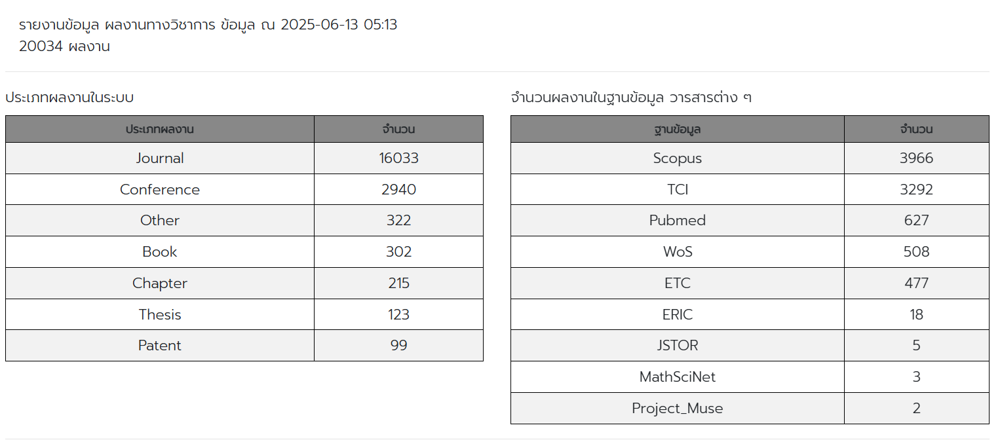 รายงานข้อมูล ผลงานทางวิชาการ ข้อมูล ณ 2025-06-13 05:13
20034 ผลงาน
ประเภทผลงานในระบบ
ประเภทผลงาน จำนวน
Journal 16033
Conference 2940
Other 322
Book 302
Chapter 215
Thesis 123
Patent 99
จำนวนผลงานในฐานข้อมูล วารสารต่าง ๆ
ฐานข้อมูล จำนวน
Scopus 3966
TCI 3292
Pubmed 627
WoS 508
ETC 477
ERIC 18
JSTOR 5
MathSciNet 3
Project_Muse 2